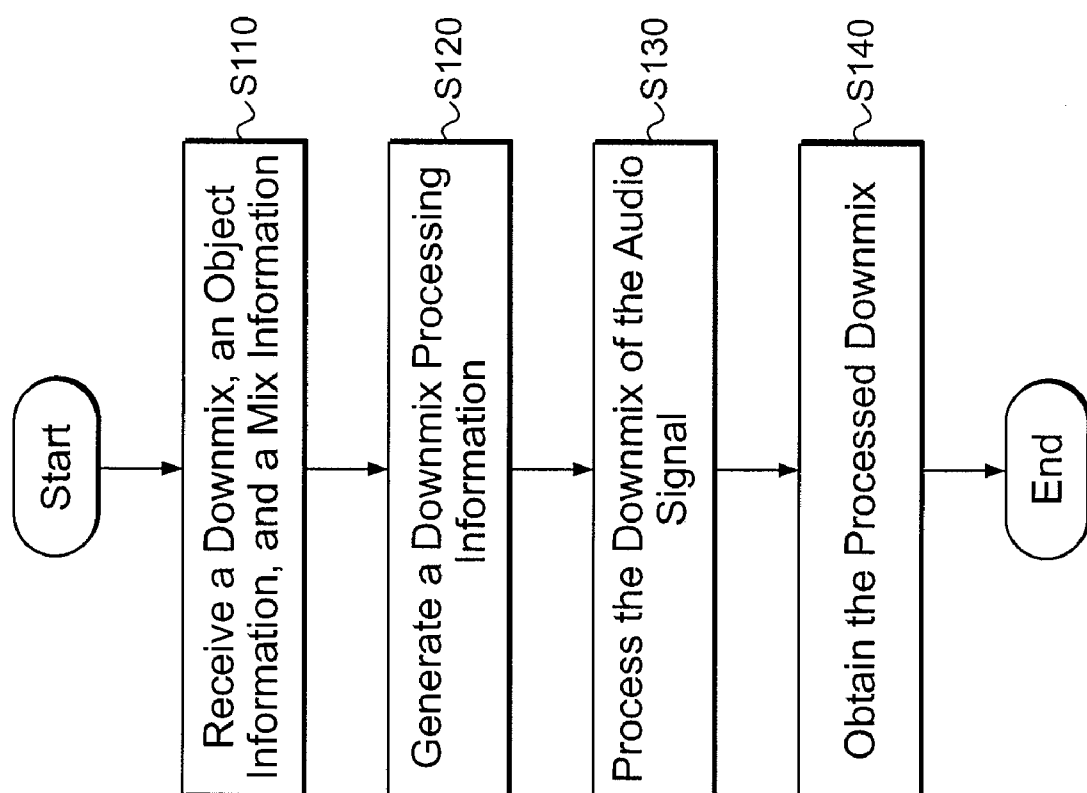 Start
Receive a Downmix, an Object
Information, and a Mix Information
S110
Generate a Downmix Processing
Information
S120
Process the Downmix of the Audio
Signal
S130
Obtain the Processed Downmix
S140
End